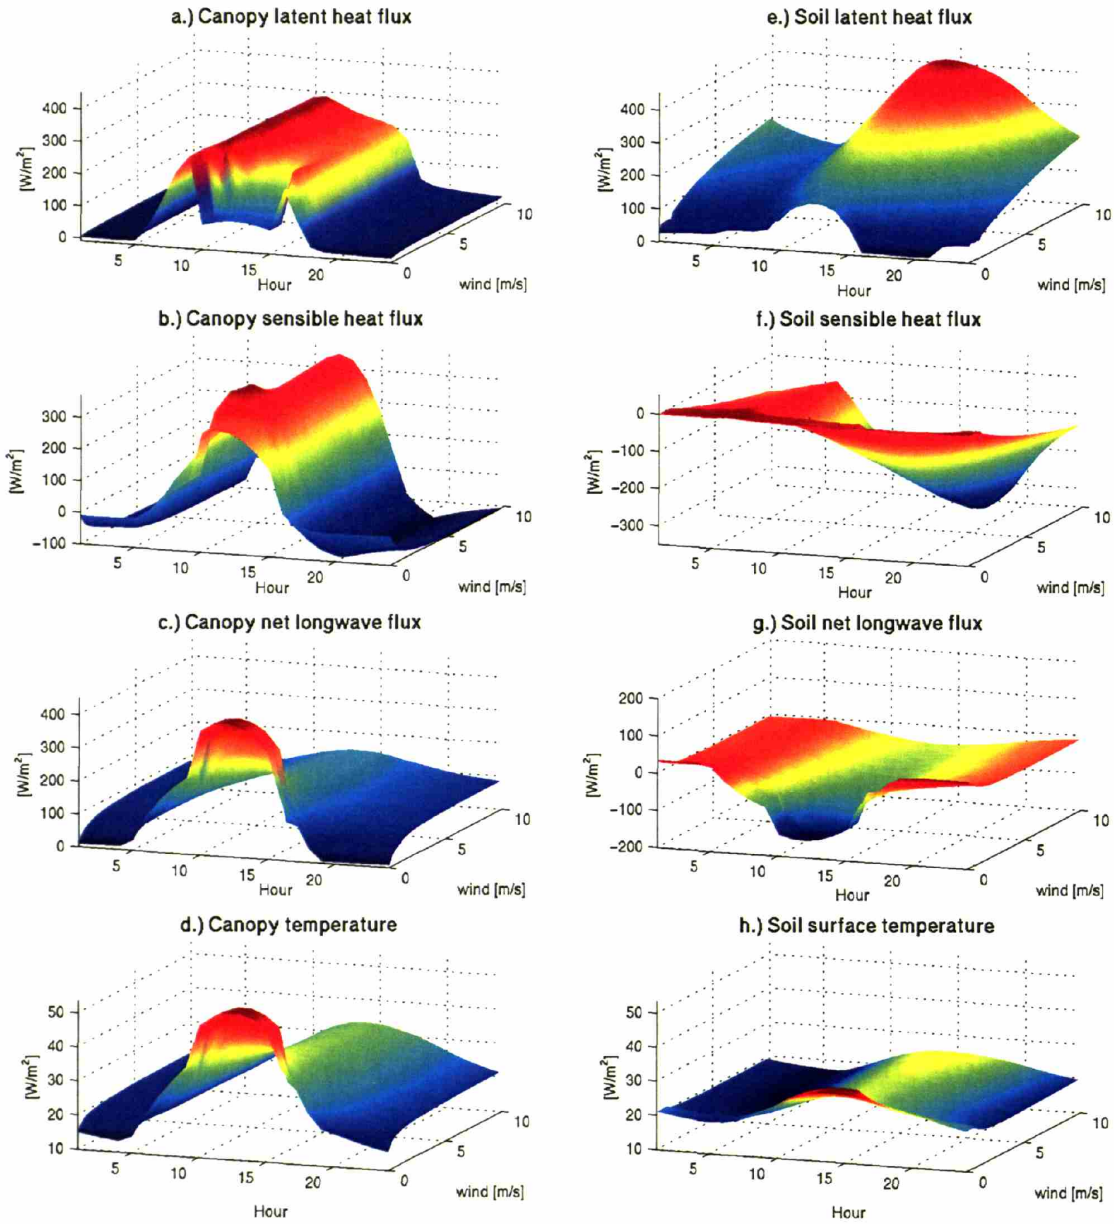 a.) Canopy latent heat flux
400
300
200
100
0
[W/m²]
5
10
15
20
Hour
0
5
10
wind [m/s]
e.) Soil latent heat flux
400
300
200
100
0
[W/m²]
5
10
15
20
Hour
0
5
10
wind [m/s]
b.) Canopy sensible heat flux
300
200
100
0
−100
[W/m²]
5
10
15
20
Hour
0
5
10
wind [m/s]
f.) Soil sensible heat flux
0
−100
−200
−300
[W/m²]
5
10
15
20
Hour
0
5
10
wind [m/s]
c.) Canopy net longwave flux
400
300
200
100
0
[W/m²]
5
10
15
20
Hour
0
5
10
wind [m/s]
g.) Soil net longwave flux
200
100
0
−100
−200
[W/m²]
5
10
15
20
Hour
0
5
10
wind [m/s]
d.) Canopy temperature
50
40
30
20
10
[W/m²]
5
10
15
20
Hour
0
5
10
wind [m/s]
h.) Soil surface temperature
50
40
30
20
10
[W/m²]
5
10
15
20
Hour
0
5
10
wind [m/s]